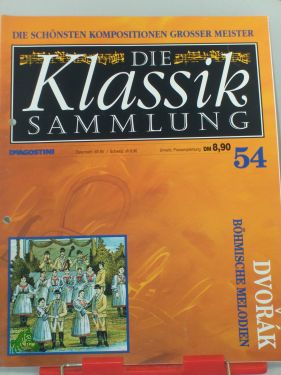 DIE SCHÖNSTEN KOMPOSITIONEN GROSSER MEISTER
DIE
Klassik
SAMMLUNG
DEAGOSTINI
DM 8,90
54
DVOŘÁK
BÖHMISCHE MELODIEN